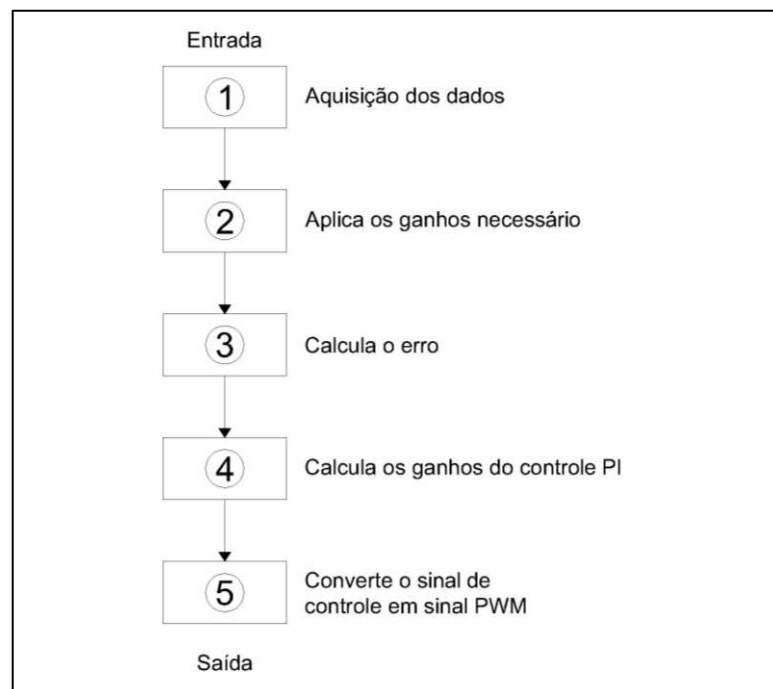 Entrada
1
Aquisição dos dados
2
Aplica os ganhos necessário
3
Calcula o erro
4
Calcula os ganhos do controle PI
5
Converte o sinal de
controle em sinal PWM
Saída